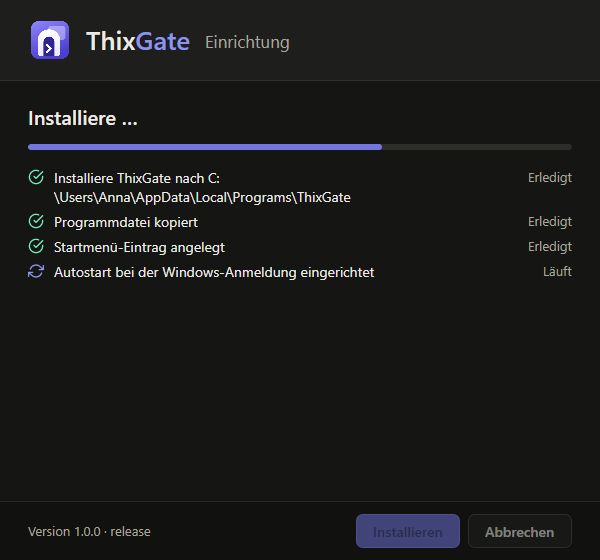 ThixGate Einrichtung
Installiere ...
Installiere ThixGate nach C: Erledigt
\Users\Anna\AppData\Local\Programs\ThixGate
Programmdatei kopiert Erledigt
Startmenü-Eintrag angelegt Erledigt
Autostart bei der Windows-Anmeldung eingerichtet Läuft
Version 1.0.0 · release Installieren Abbrechen